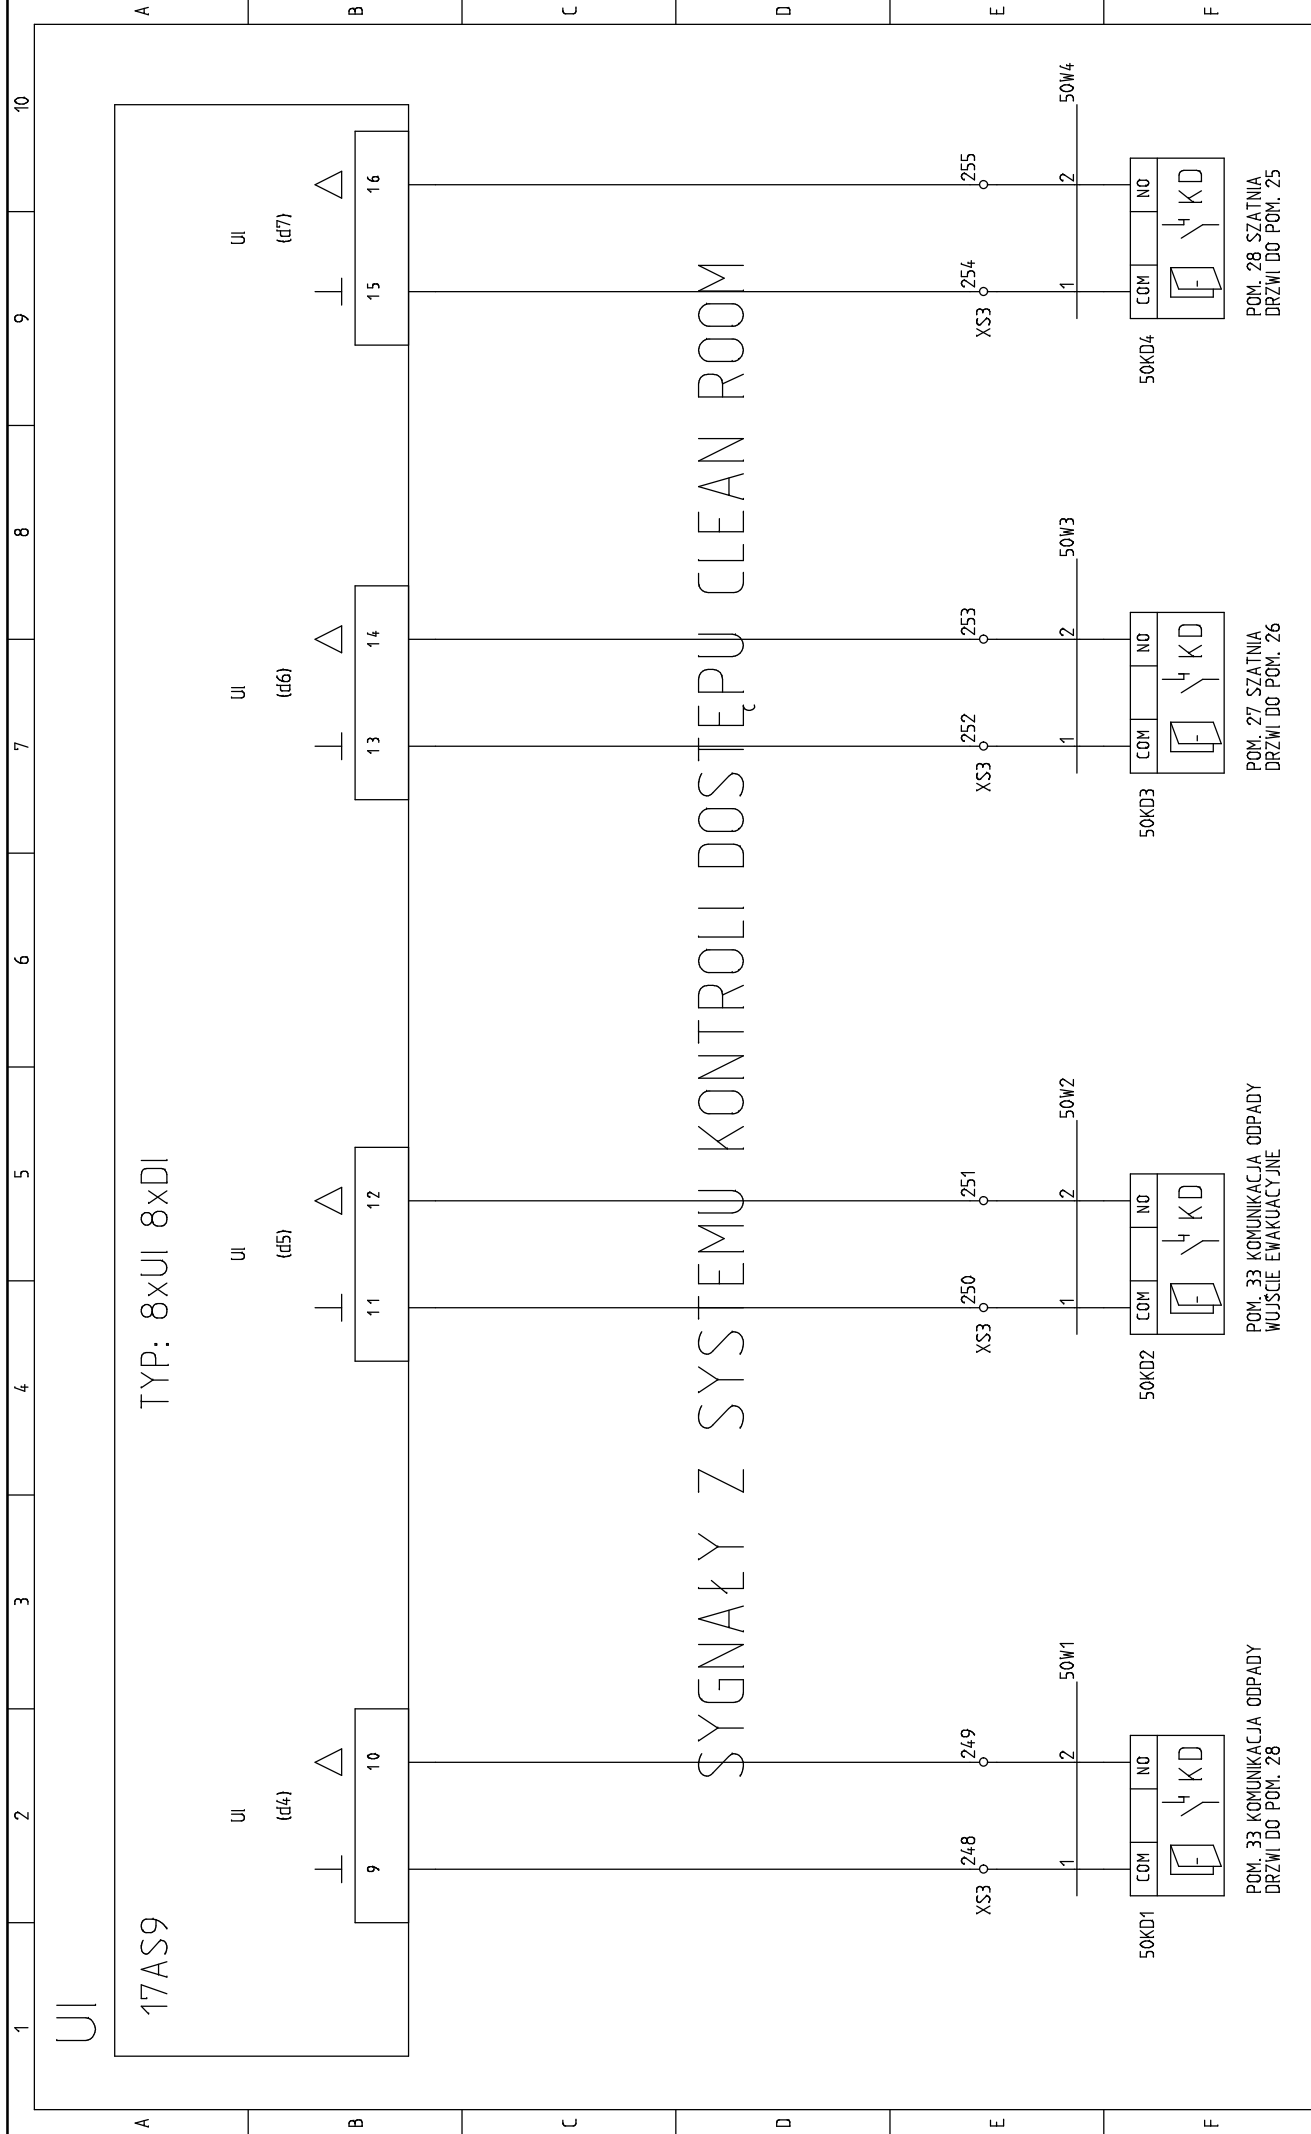 1 2 3 4 5 6 7 8 9 10
A A
B B
C C
D D
E E
F F
UI
17AS9 TYP: 8xUI 8xDI
UI UI UI UI
(d4) (d5) (d6) (d7)
9 10 11 12 13 14 15 16
SYGNAŁY Z SYSTEMU KONTROLI DOSTĘPU CLEAN ROOM
XS3 248 249 XS3 250 251 XS3 252 253 XS3 254 255
1 2 50W1 1 2 50W2 1 2 50W3 1 2 50W4
50KD1 COM NO 50KD2 COM NO 50KD3 COM NO 50KD4 COM NO
KD KD KD KD
POM. 33 KOMUNIKACJA ODPADY
DRZWI DO POM. 28
POM. 33 KOMUNIKACJA ODPADY
WUJŚCIE EWAKUACYJNE
POM. 27 SZATNIA
DRZWI DO POM. 26
POM. 28 SZATNIA
DRZWI DO POM. 25